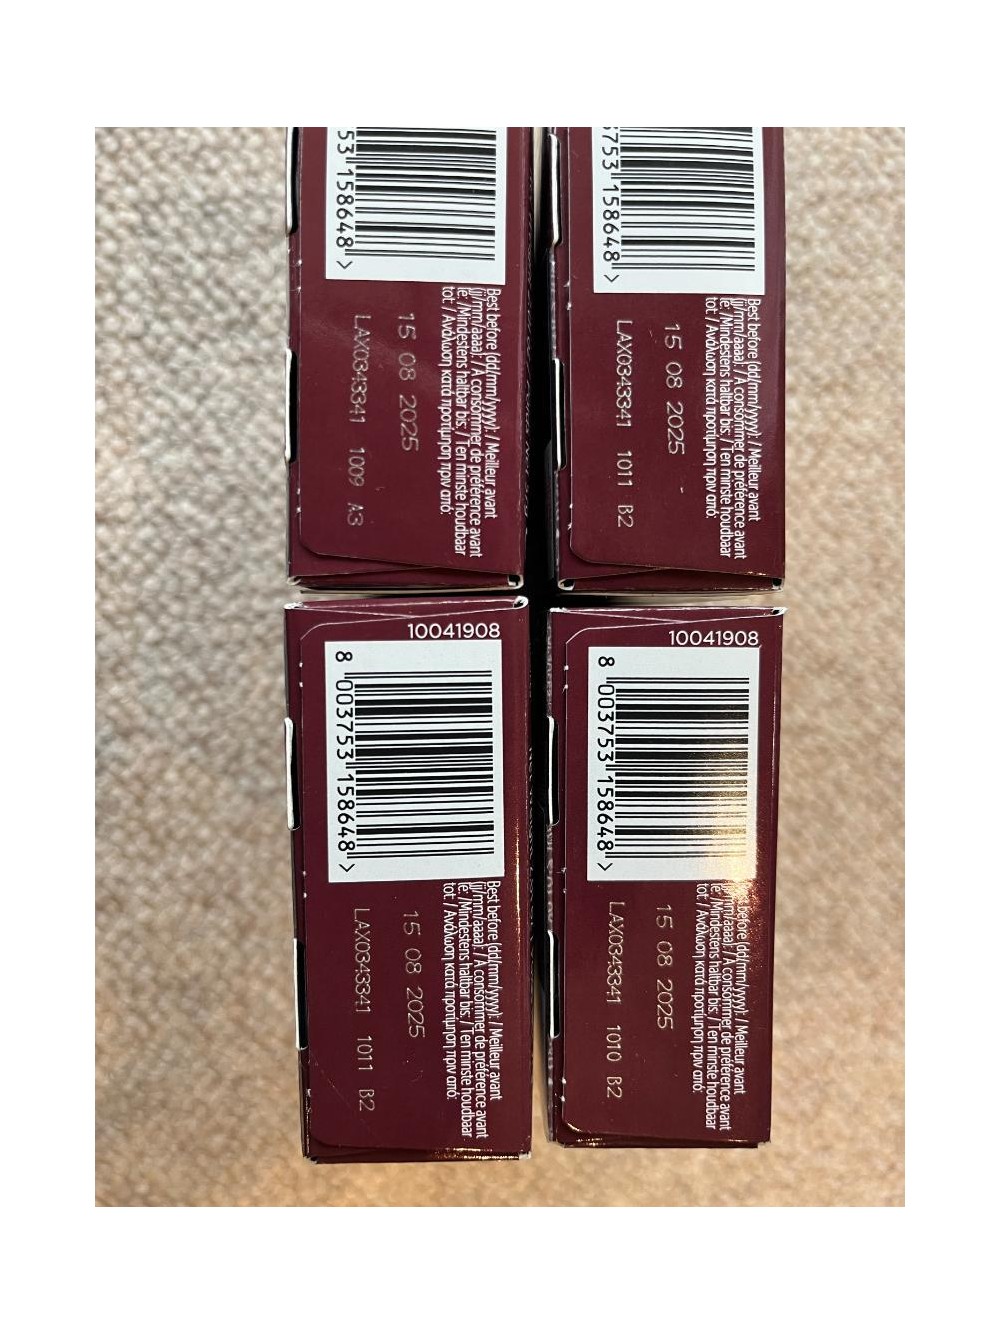 53 158648 >
Best before (dd/mm/yyyy): / Meilleur avant
(jj/mm/aaaa): / À consommer de préférence avant
le: /Mindestens haltbar bis: / Ten minste houdbaar
tot: / Ανάλωση κατά προτίμηση πριν από:
15 08 2025
LAX0343341 1009 A3
3753 158648 >
Best before (dd/mm/yyyy): / Meilleur avant
(jj/mm/aaaa): / À consommer de préférence avant
le: /Mindestens haltbar bis: / Ten minste houdbaar
tot: / Ανάλωση κατά προτίμηση πριν από:
15 08 2025
LAX0343341 1011 B2
10041908
8 003753 158648 >
Best before (dd/mm/yyyy): / Meilleur avant
(jj/mm/aaaa): / À consommer de préférence avant
le: /Mindestens haltbar bis: / Ten minste houdbaar
tot: / Ανάλωση κατά προτίμηση πριν από:
15 08 2025
LAX0343341 1011 B2
10041908
8 003753 158648 >
before (dd/mm/yyyy): / Meilleur avant
mm/aaaa): / À consommer de préférence avant
le: /Mindestens haltbar bis: / Ten minste houdbaar
tot: / Ανάλωση κατά προτίμηση πριν από:
15 08 2025
LAX0343341 1010 B2